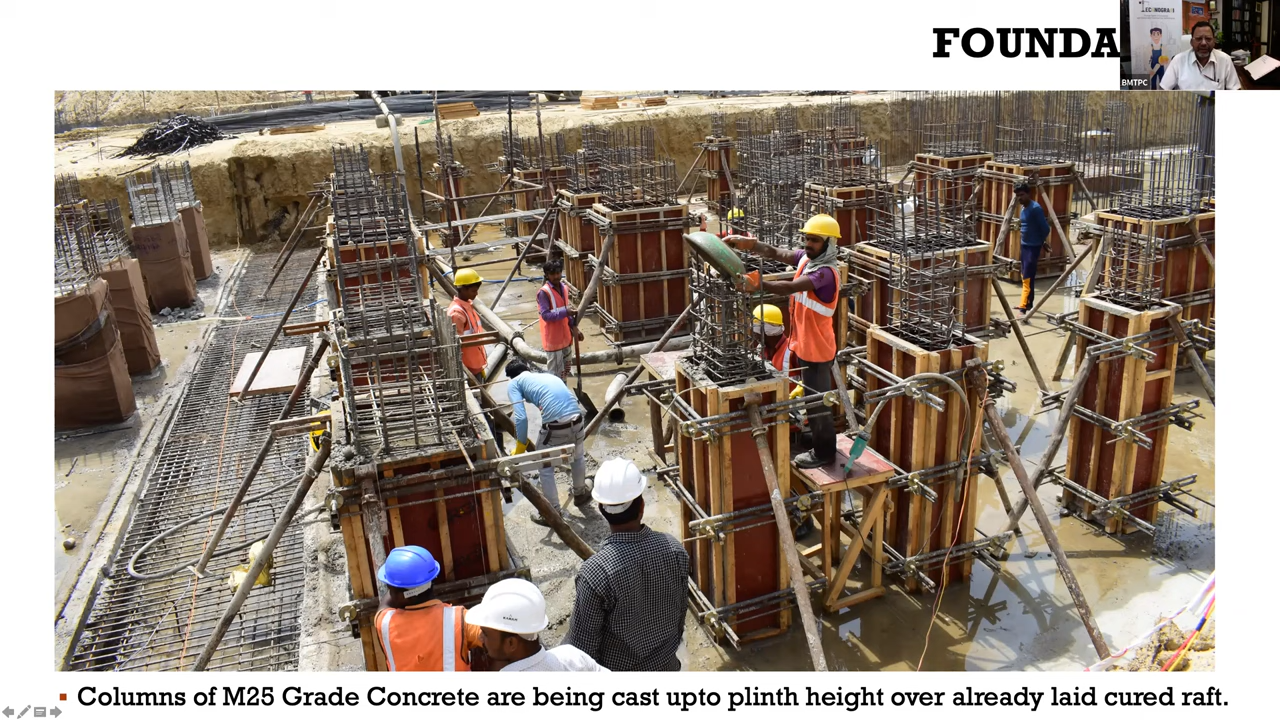 FOUNDA
BMTPC
▪ Columns of M25 Grade Concrete are being cast upto plinth height over already laid cured raft.